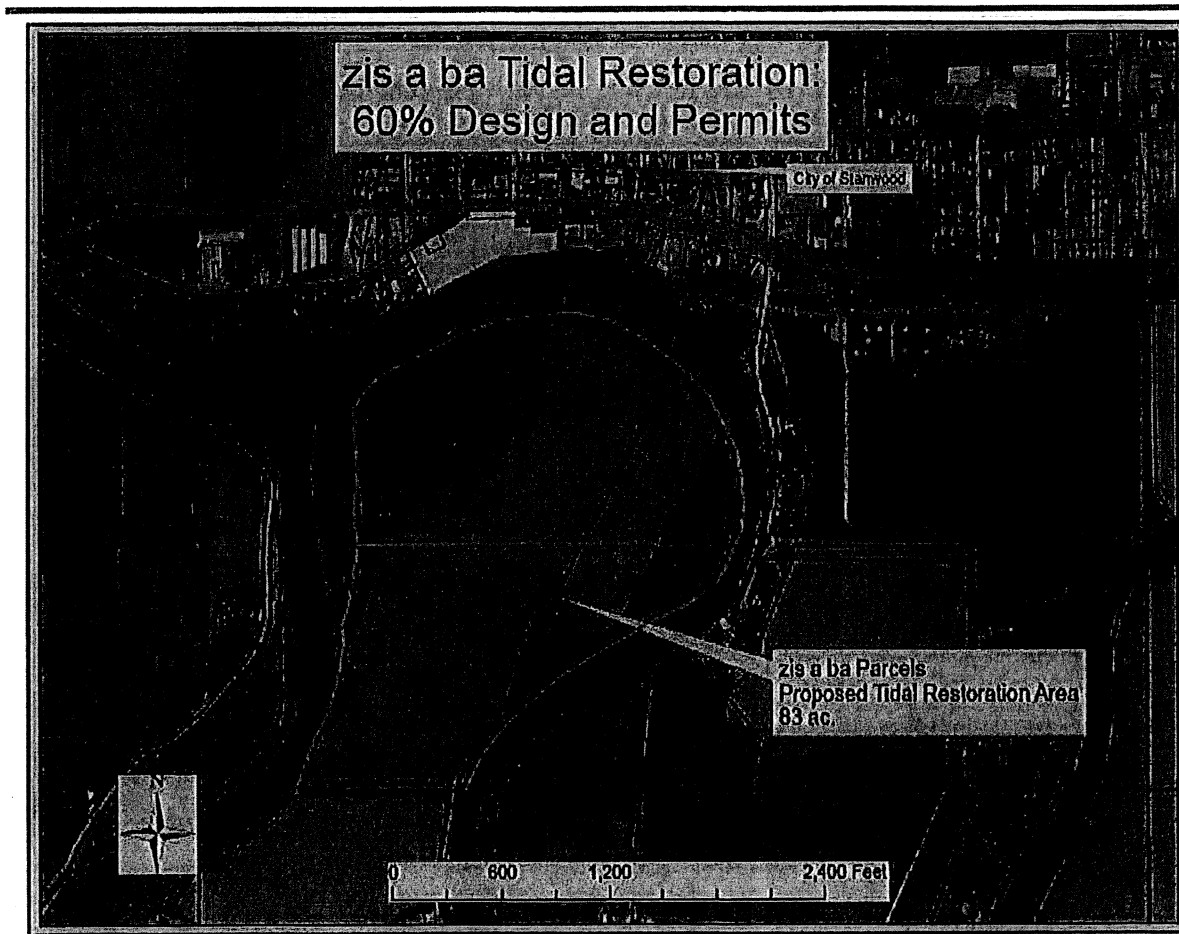 zis a ba Tidal Restoration:
60% Design and Permits
City of Stanwood
zis a ba Parcels
Proposed Tidal Restoration Area
83 ac.
N
0 600 1,200 2,400 Feet